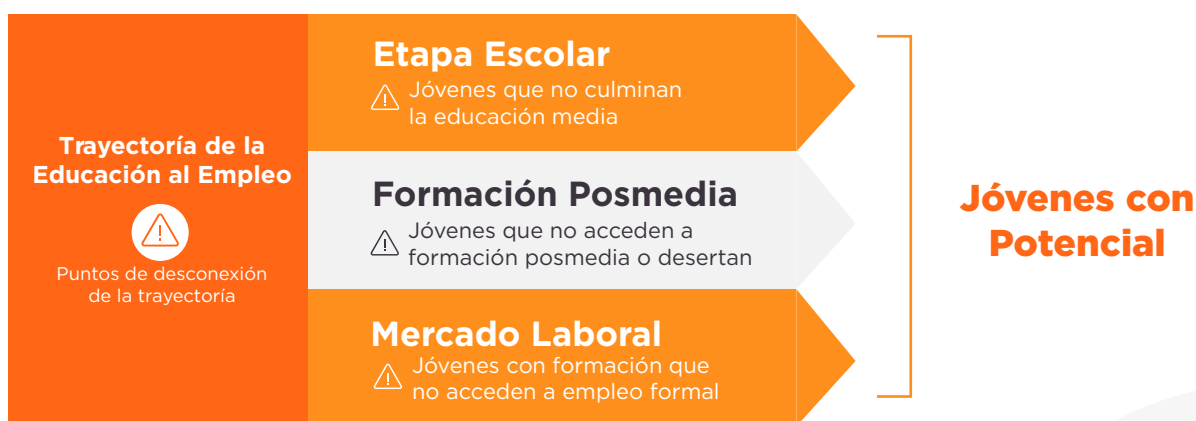 Trayectoría de la
Educación al Empleo
Puntos de desconexión
de la trayectoría
Etapa Escolar
Jóvenes que no culminan
la educación media
Formación Posmedia
Jóvenes que no acceden a
formación posmedia o desertan
Mercado Laboral
Jóvenes con formación que
no acceden a empleo formal
Jóvenes con
Potencial